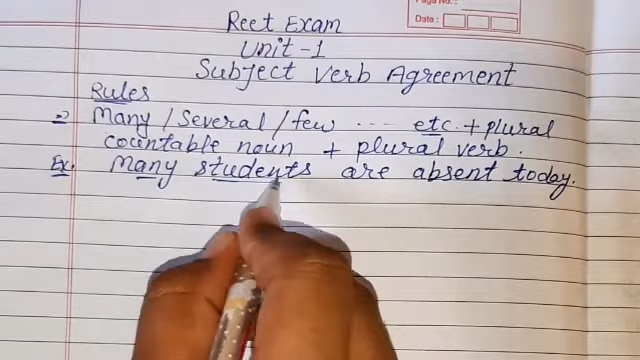 Page No.:
Date:
Reet Exam
Unit-1
Subject Verb Agreement
Rules
2 Many/Several/few ... etc. + plural
countable noun + plural verb.
Ex. Many students are absent today.